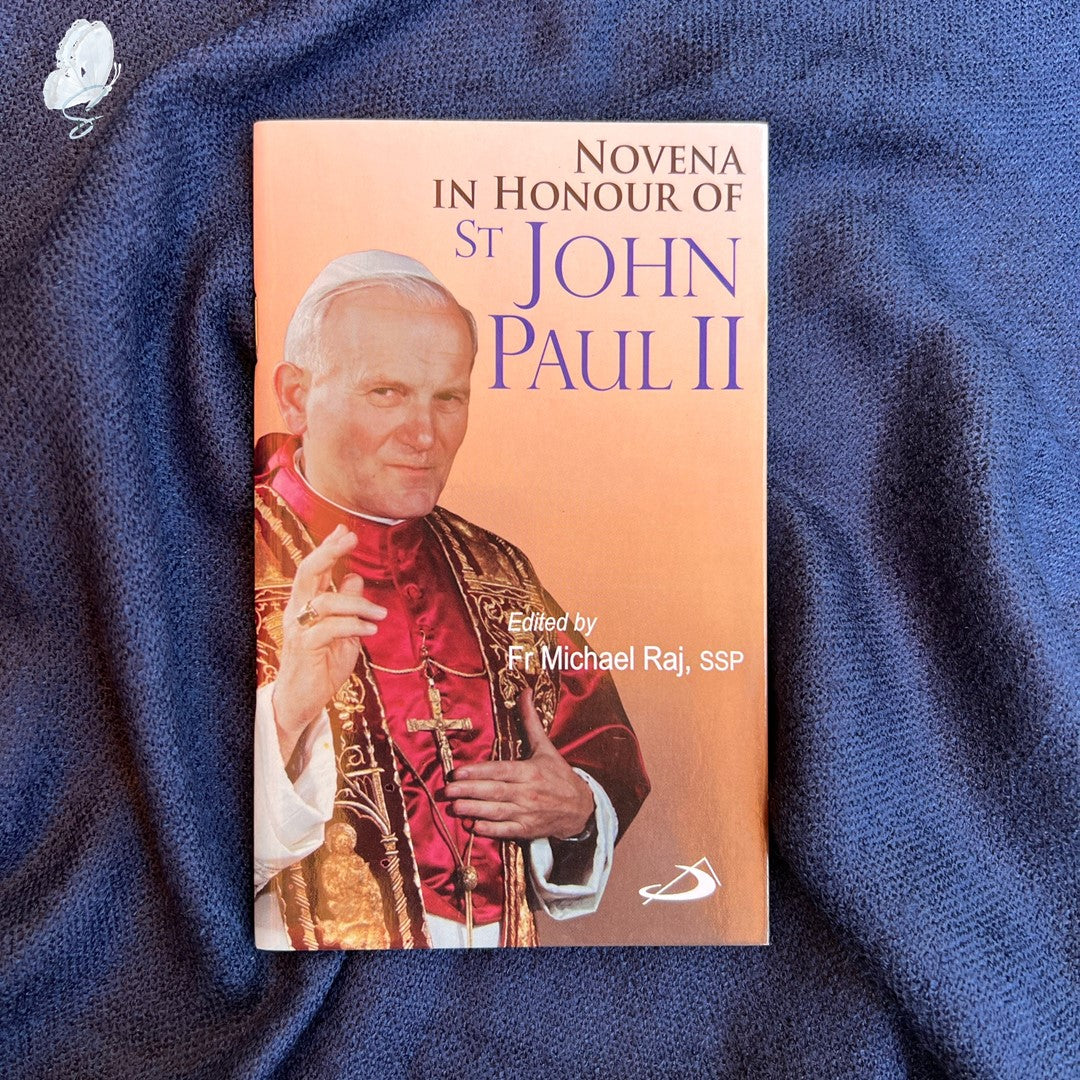 NOVENA
IN HONOUR OF
ST JOHN
PAUL II
Edited by
Fr Michael Raj, SSP